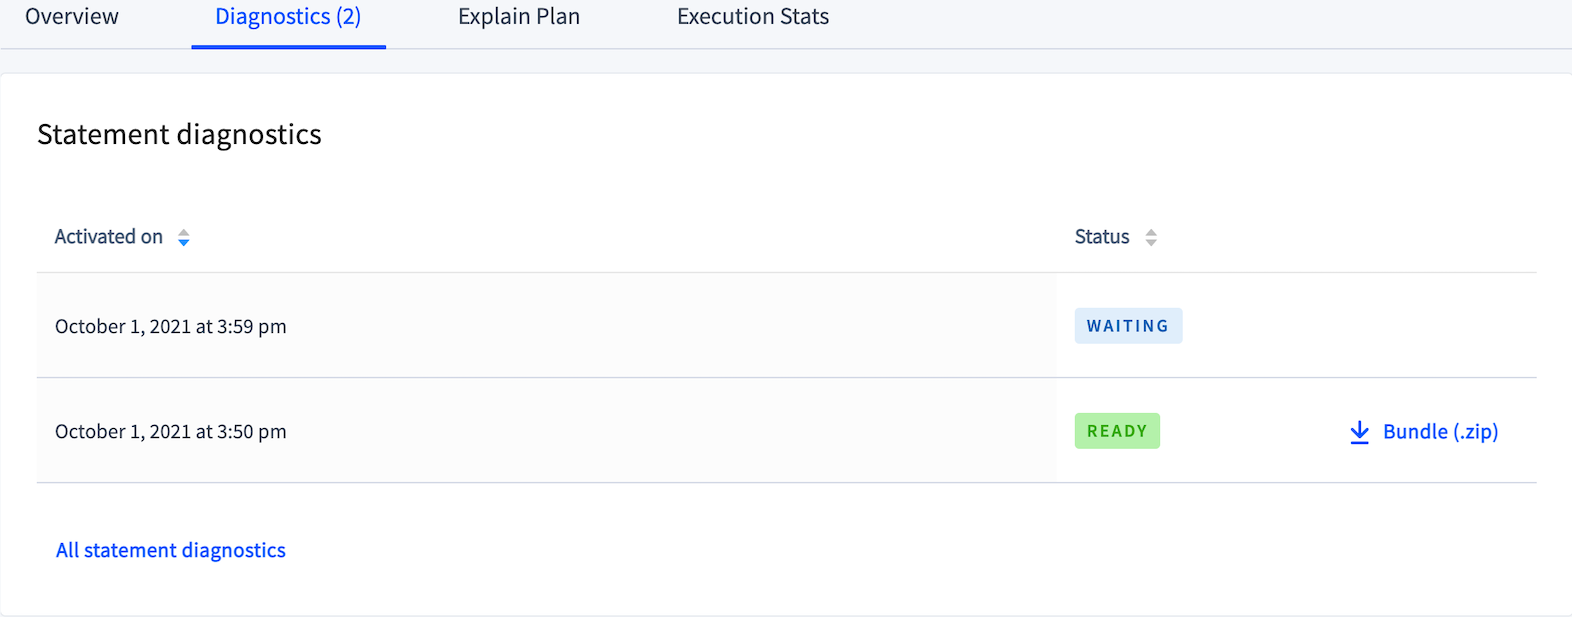 Overview Diagnostics (2) Explain Plan Execution Stats
Statement diagnostics
Activated on Status
October 1, 2021 at 3:59 pm WAITING
October 1, 2021 at 3:50 pm READY Bundle (.zip)
All statement diagnostics